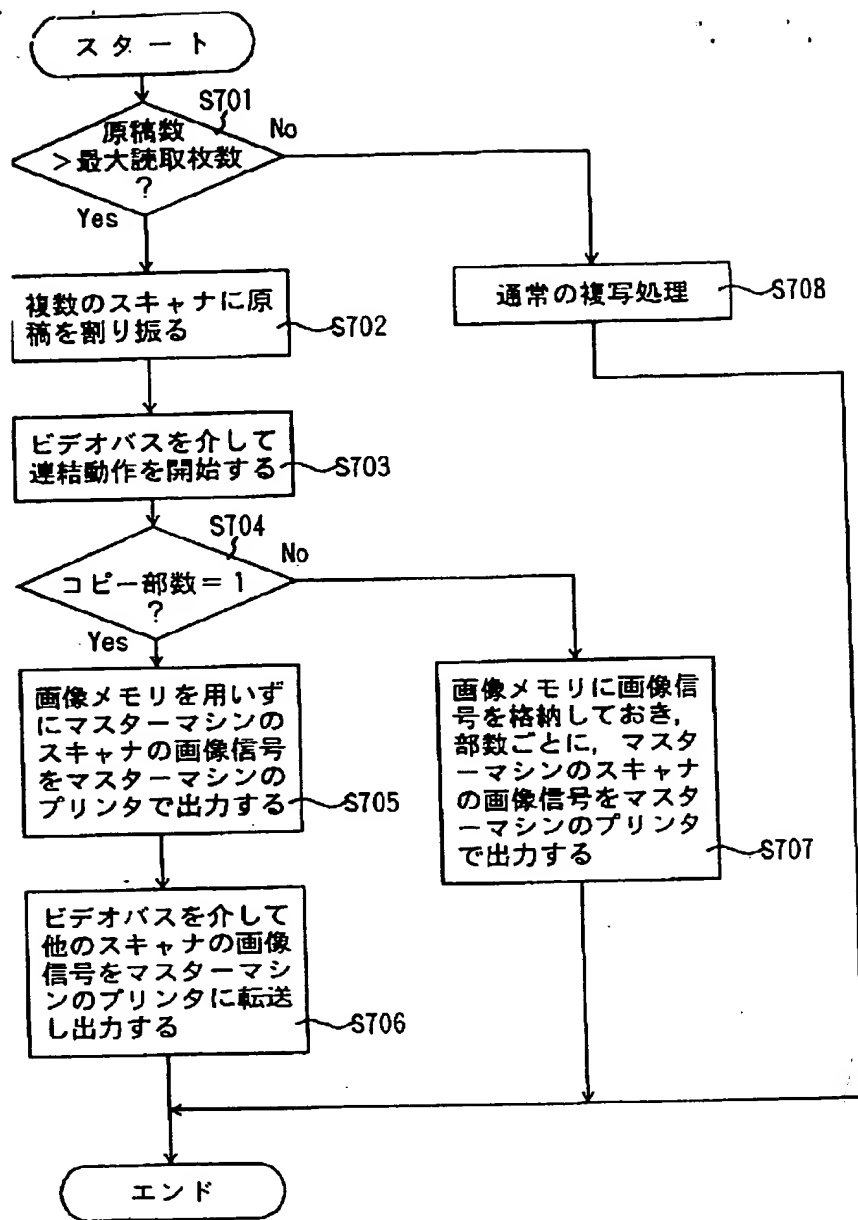 スタート
S701
原稿数
＞最大読取枚数
？
No
Yes
複数のスキャナに原
稿を割り振る
S702
通常の複写処理
S708
ビデオバスを介して
連結動作を開始する
S703
S704
コピー部数＝1
？
No
Yes
画像メモリを用いず
にマスターマシンの
スキャナの画像信号
をマスターマシンの
プリンタで出力する
S705
画像メモリに画像信
号を格納しておき，
部数ごとに，マスタ
ーマシンのスキャナ
の画像信号をマスタ
ーマシンのプリンタ
で出力する
S707
ビデオバスを介して
他のスキャナの画像
信号をマスターマシ
ンのプリンタに転送
し出力する
S706
エンド